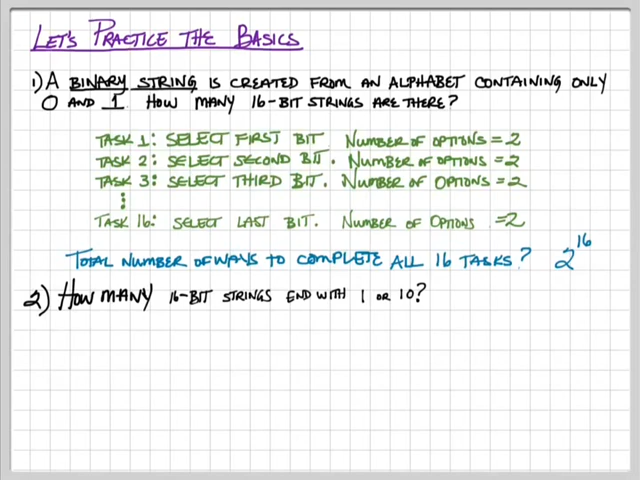 LET'S PRACTICE THE BASICS
1) A BINARY STRING IS CREATED FROM AN ALPHABET CONTAINING ONLY
0 AND 1. HOW MANY 16-BIT STRINGS ARE THERE?
TASK 1: SELECT FIRST BIT NUMBER OF OPTIONS = 2
TASK 2: SELECT SECOND BIT. NUMBER OF OPTIONS = 2
TASK 3: SELECT THIRD BIT. NUMBER OF OPTIONS = 2
⋮
TASK 16: SELECT LAST BIT. NUMBER OF OPTIONS = 2
TOTAL NUMBER OF WAYS TO COMPLETE ALL 16 TASKS? 2^16
2) HOW MANY 16-BIT STRINGS END WITH 1 OR 10?